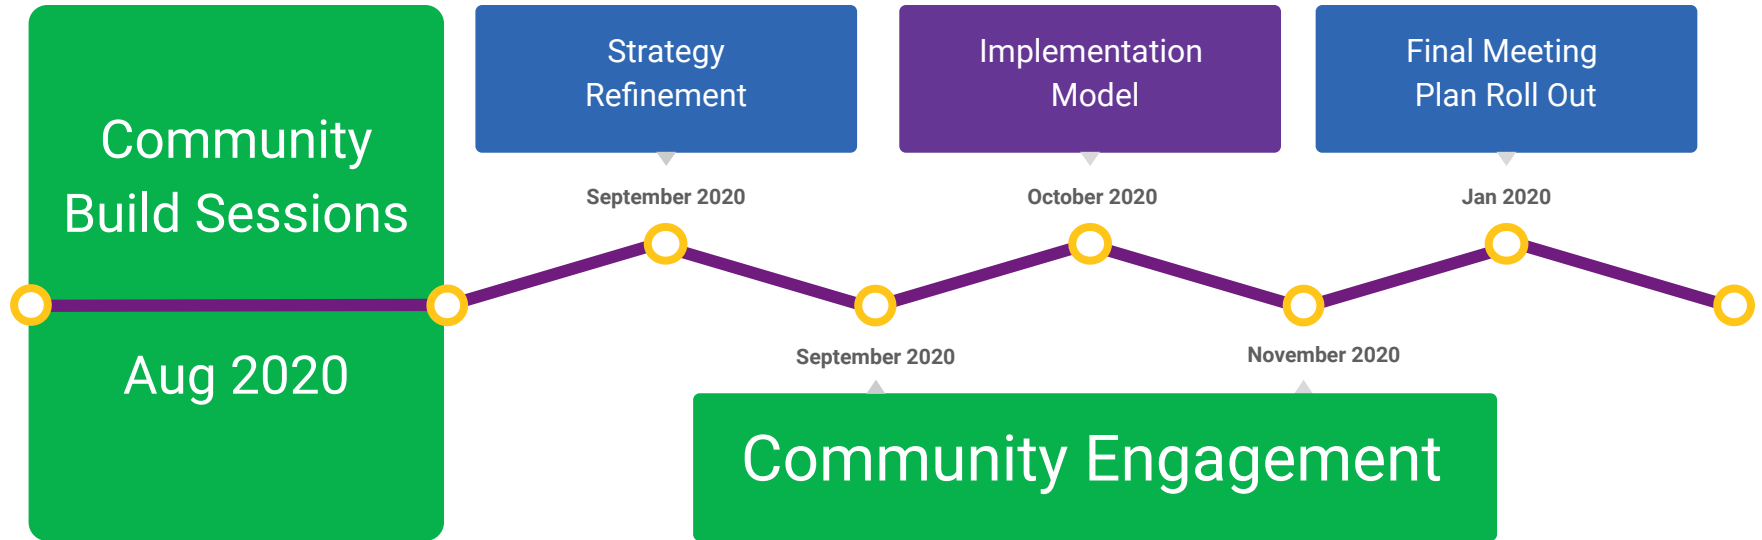 Community
Build Sessions
Aug 2020
Strategy
Refinement
September 2020
Implementation
Model
October 2020
Final Meeting
Plan Roll Out
Jan 2020
September 2020
November 2020
Community Engagement